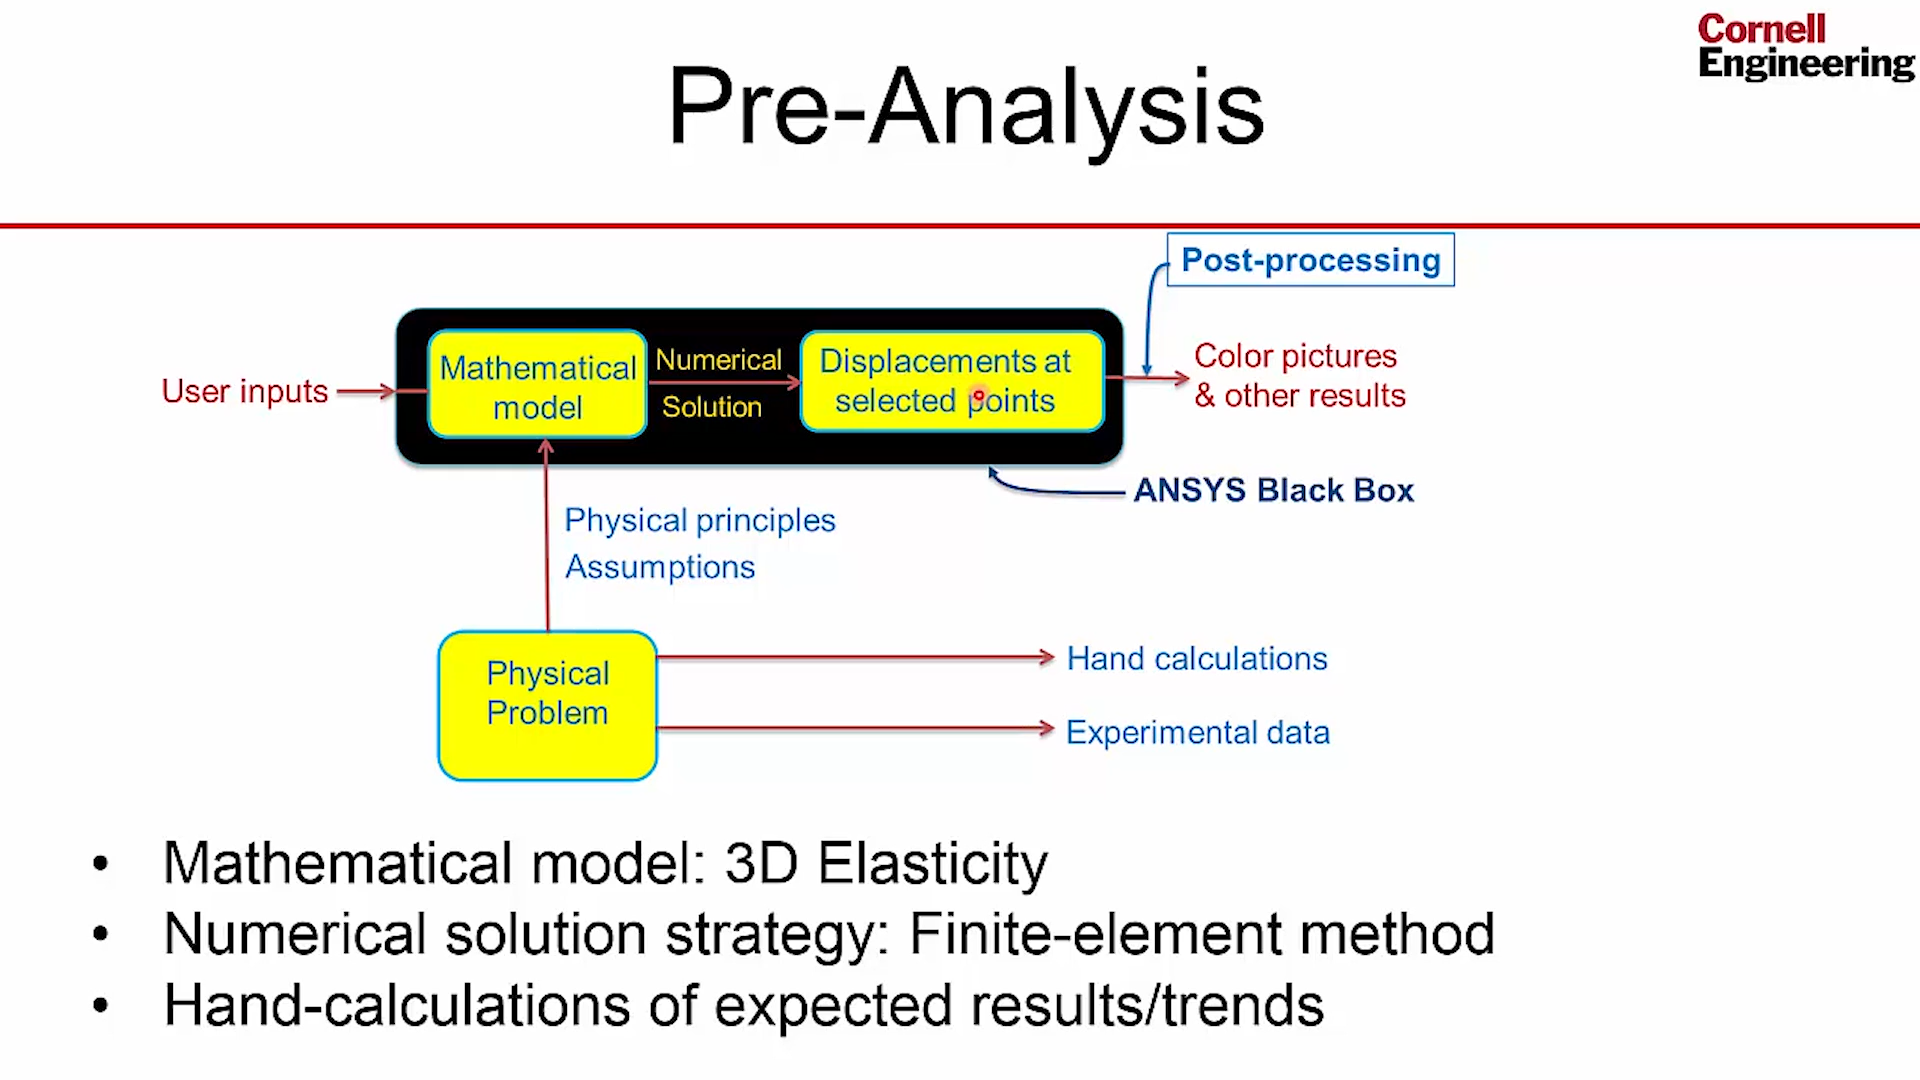 Cornell
Engineering
Pre-Analysis
Post-processing
User inputs
Mathematical
model
Numerical
Solution
Displacements at
selected points
Color pictures
& other results
ANSYS Black Box
Physical principles
Assumptions
Physical
Problem
Hand calculations
Experimental data
• Mathematical model: 3D Elasticity
• Numerical solution strategy: Finite-element method
• Hand-calculations of expected results/trends